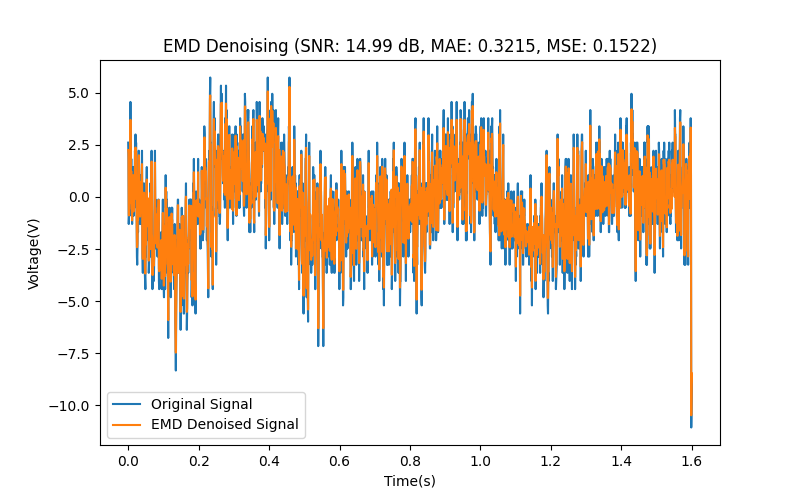 EMD Denoising (SNR: 14.99 dB, MAE: 0.3215, MSE: 0.1522)
5.0
2.5
0.0
−2.5
−5.0
−7.5
−10.0
Voltage(V)
Original Signal
EMD Denoised Signal
0.0 0.2 0.4 0.6 0.8 1.0 1.2 1.4 1.6
Time(s)